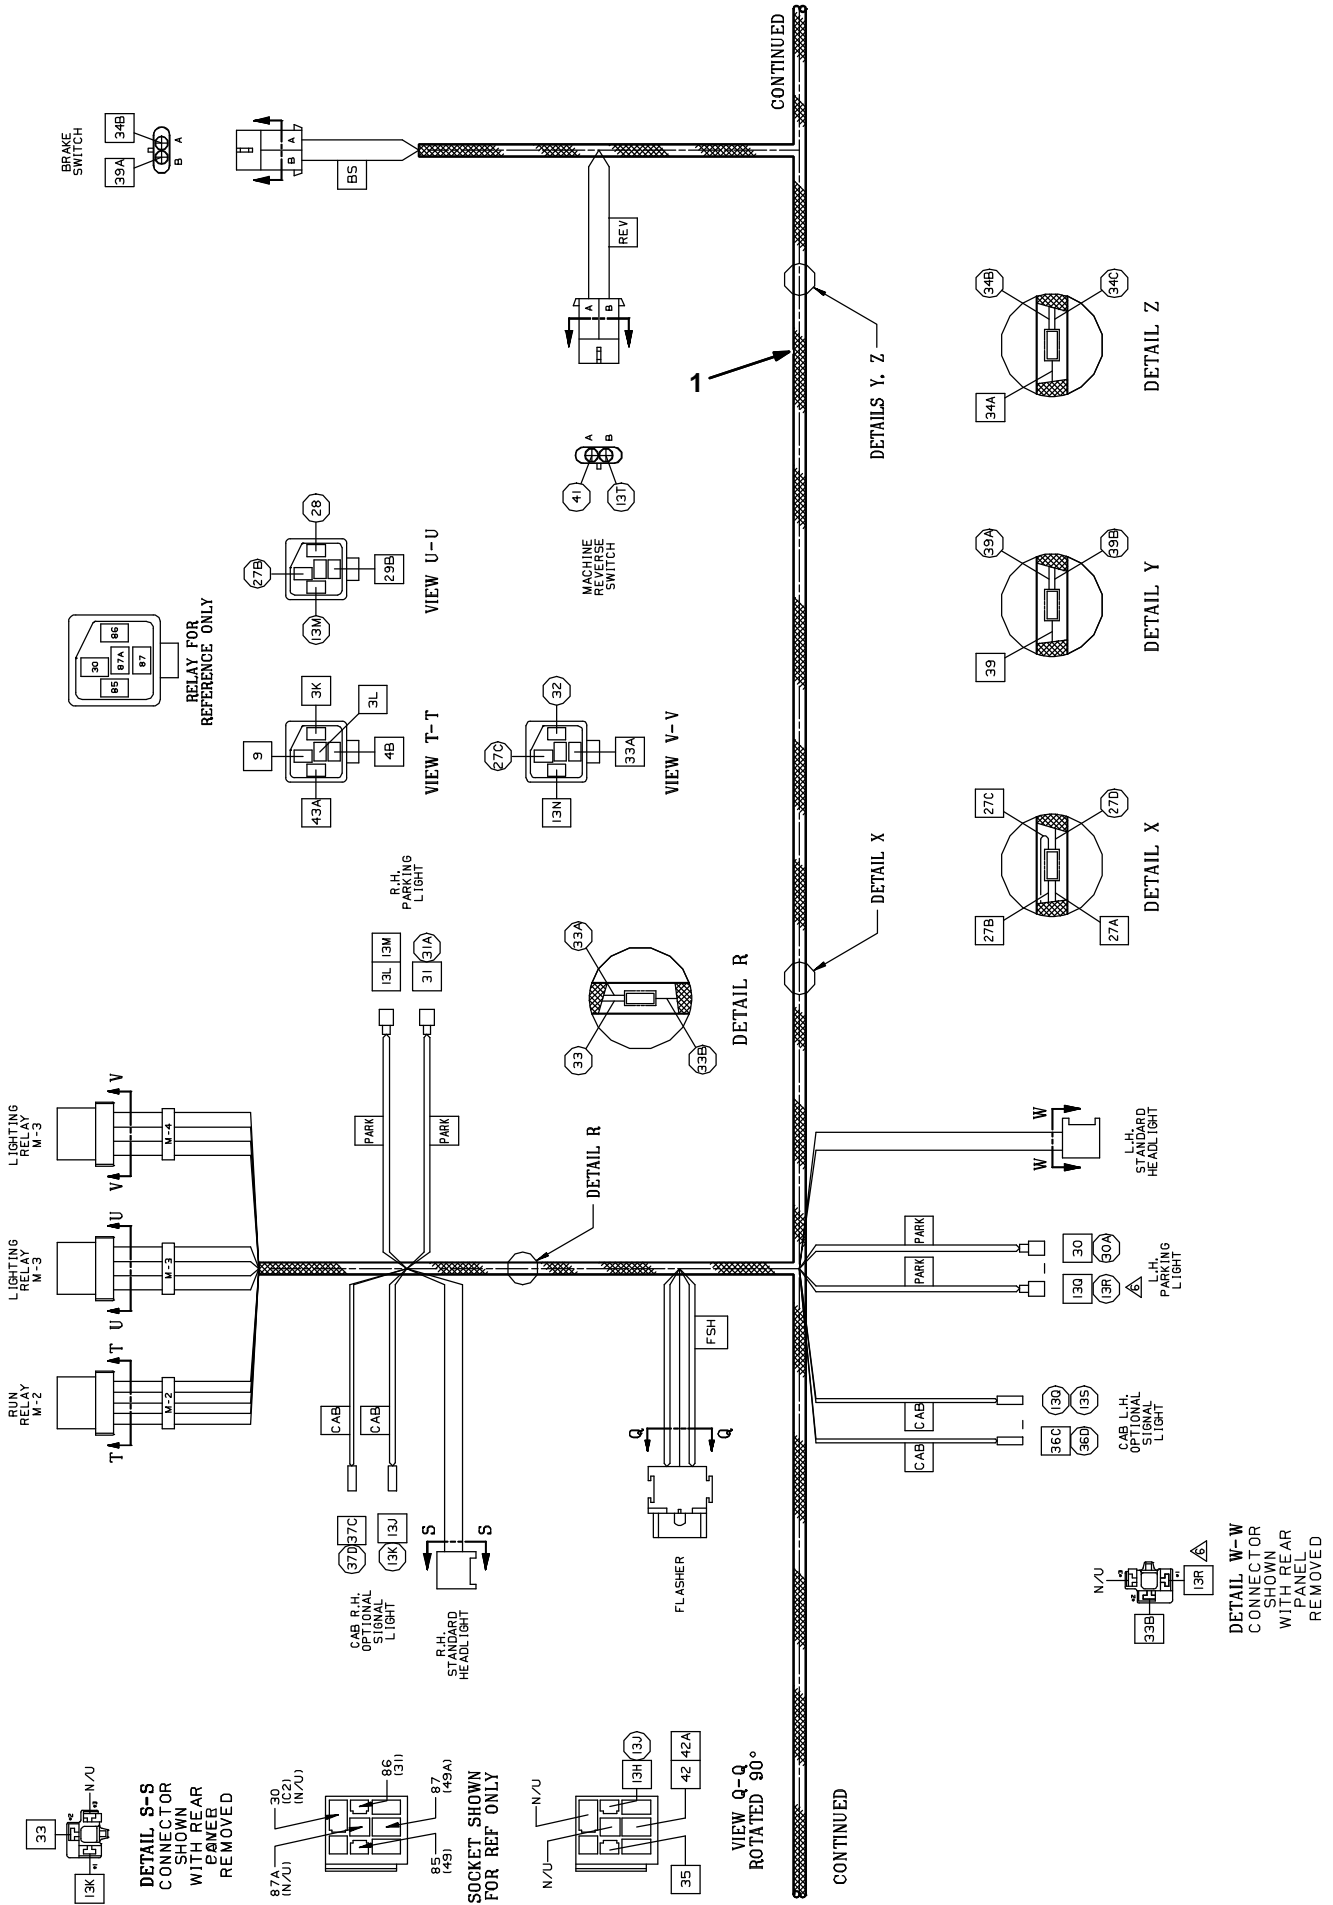 33
N/U
13K
DETAIL S-S
CONNECTOR
SHOWN
WITH REAR
REMOVED
87A
(N/U)
30
(C2)
(N/U)
86
(31)
85
(49)
87
(49A)
SOCKET SHOWN
FOR REF ONLY
N/U
N/U
13H
13J
35
42
42A
VIEW Q-Q
ROTATED 90°
CONTINUED
RUN
RELAY
M-2
LIGHTING
RELAY
M-3
LIGHTING
RELAY
M-3
T
T
U
U
V
V
M-2
M-3
M-4
CAB
CAB
37D
37C
13K
13J
CAB R.H.
OPTIONAL
SIGNAL
LIGHT
S
S
R.H.
STANDARD
HEADLIGHT
PARK
PARK
13L
13M
31
31A
R.H.
PARKING
LIGHT
DETAIL R
FSH
Q
Q
FLASHER
33
33A
33B
DETAIL R
RELAY FOR
REFERENCE ONLY
30
85
87A
86
87
9
3K
3L
43A
4B
VIEW T-T
27B
28
13M
29B
VIEW U-U
27C
32
13N
33A
VIEW V-V
BRAKE
SWITCH
39A
34B
B
A
B
A
BS
REV
A
B
41
13T
A
B
MACHINE
REVERSE
SWITCH
CONTINUED
1
DETAILS Y, Z
DETAIL X
CAB
CAB
36C
36D
13Q
13S
CAB L.H.
OPTIONAL
SIGNAL
LIGHT
PARK
PARK
13Q
13R
6
30
30A
L.H.
PARKING
LIGHT
W
W
L.H.
STANDARD
HEADLIGHT
N/U
33B
13R
6
DETAIL W-W
CONNECTOR
SHOWN
WITH REAR
PANEL
REMOVED
27B
27C
27A
27D
DETAIL X
39
39A
39B
DETAIL Y
34A
34B
34C
DETAIL Z